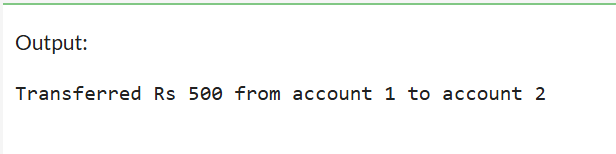 Output:
Transferred Rs 500 from account 1 to account 2